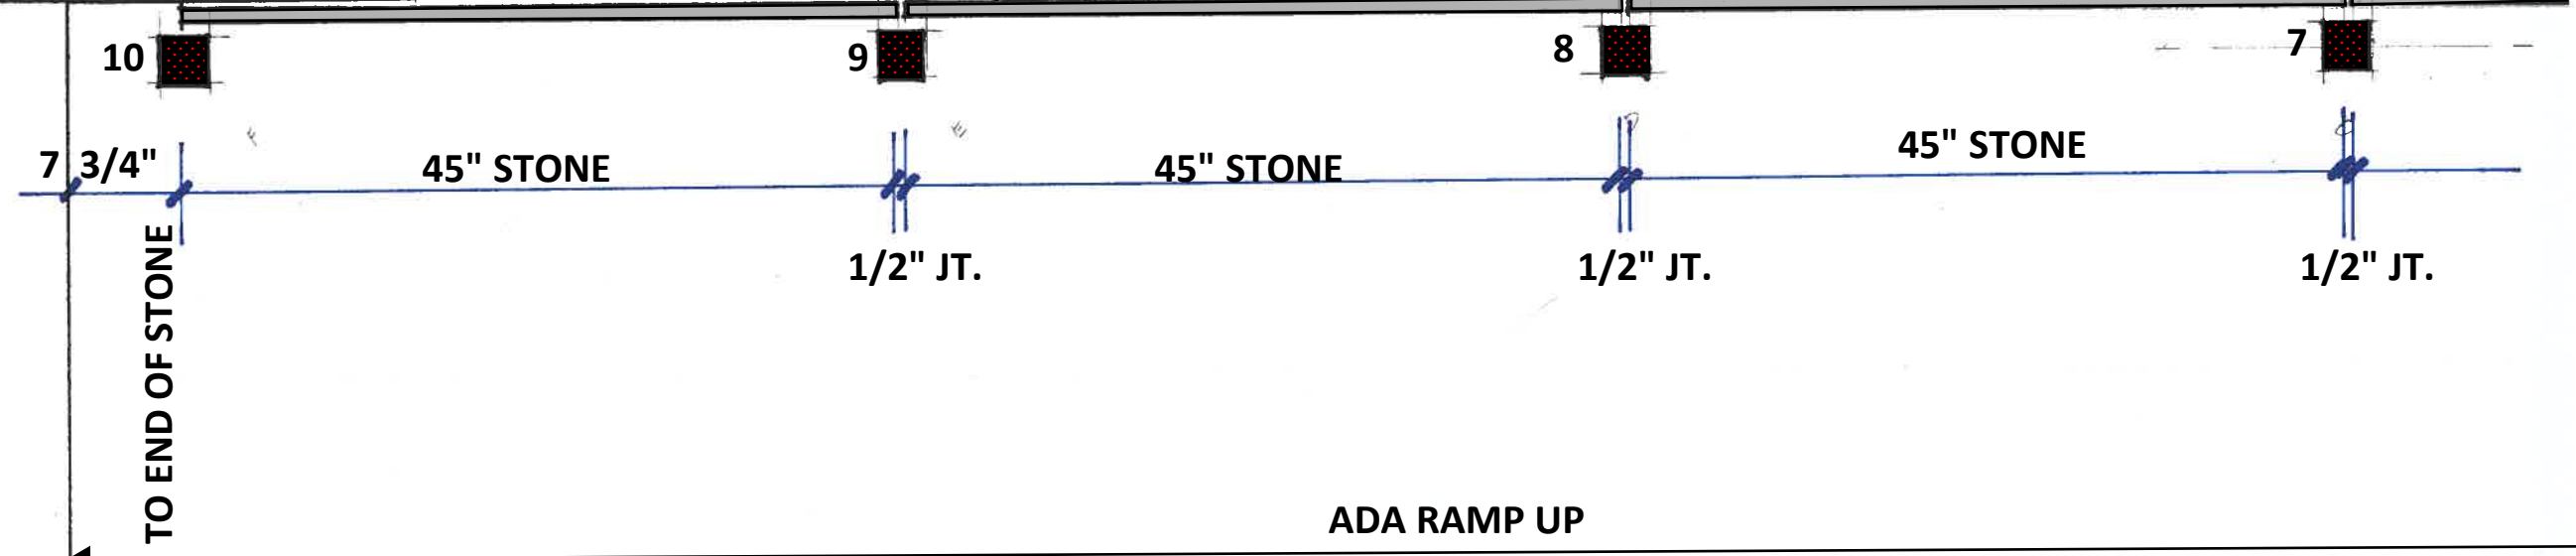 10
9
8
7
F
E
D
C
7 3/4"
45" STONE
45" STONE
45" STONE
TO END OF STONE
1/2" JT.
1/2" JT.
1/2" JT.
ADA RAMP UP